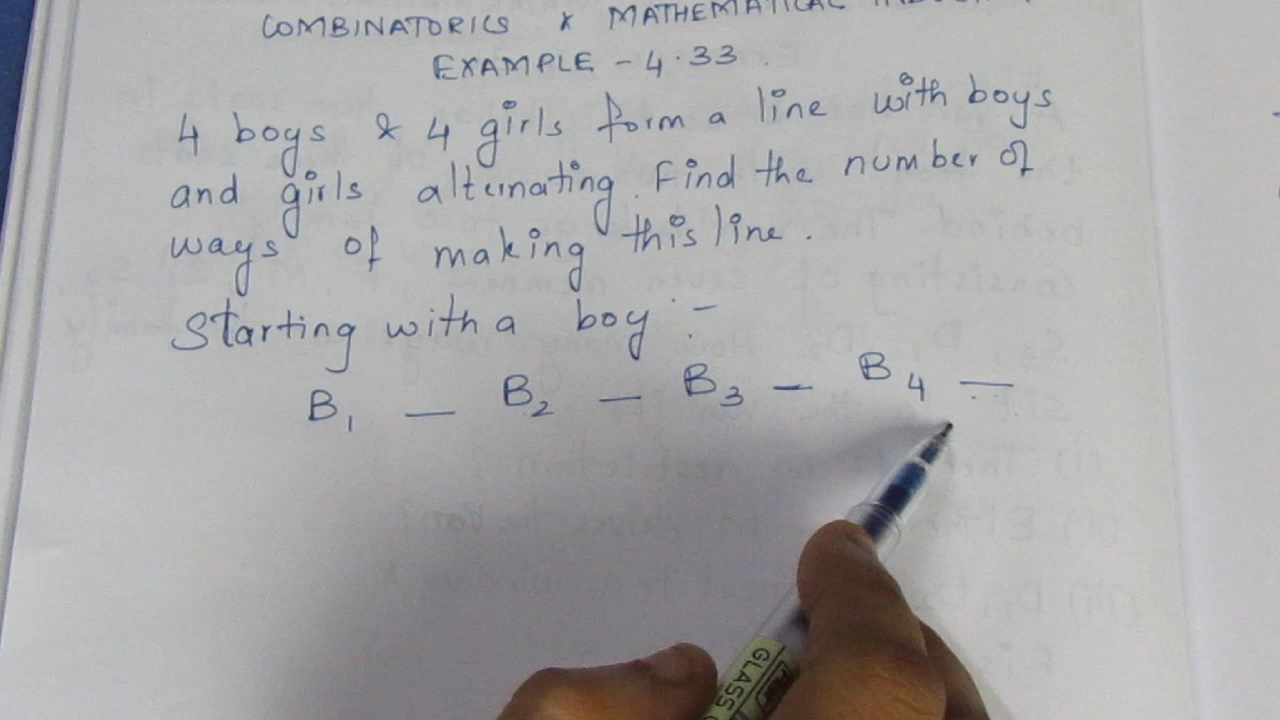 COMBINATORICS & MATHEMATICAL
EXAMPLE - 4.33.
4 boys & 4 girls form a line with boys
and girls alternating. Find the number of
ways of making this line.
Starting with a boy :-
B₁ — B₂ — B₃ — B₄ —
GLASS